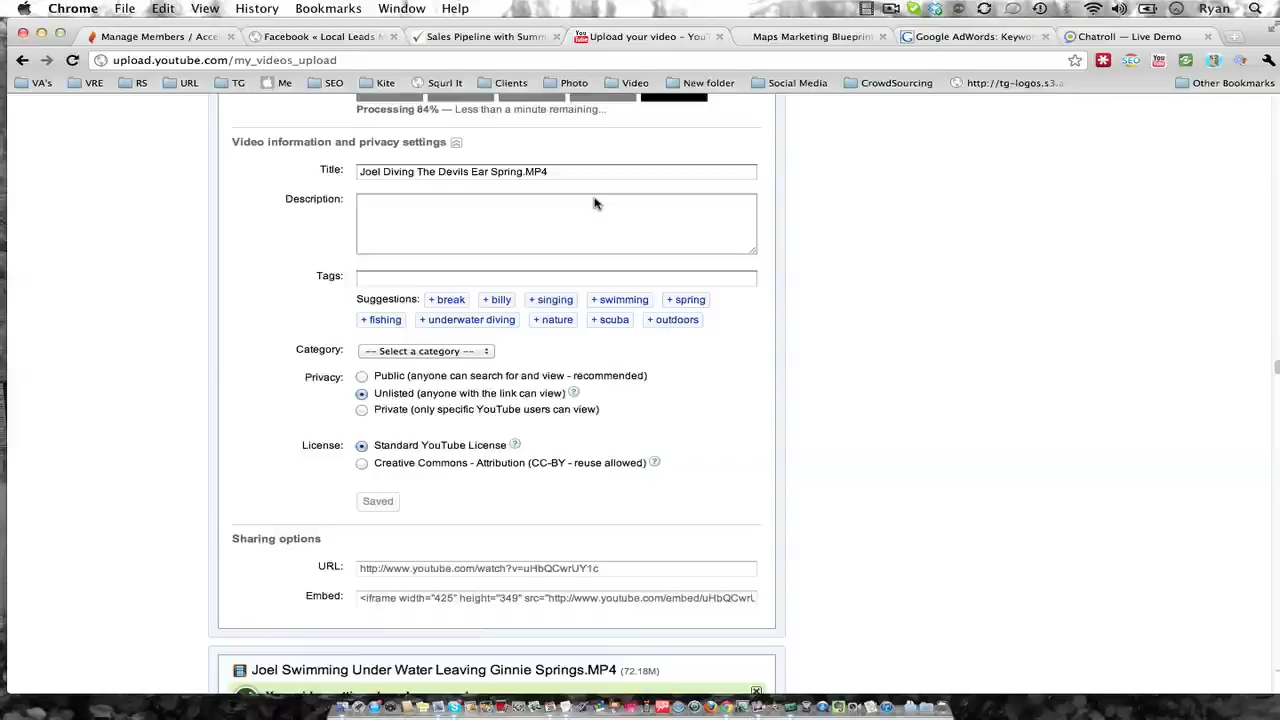 Chrome File Edit View History Bookmarks Window Help Ryan
Manage Members / Acce Facebook « Local Leads M Sales Pipeline with Summ Upload your video – YouT Maps Marketing Blueprin Google AdWords: Keywor Chatroll — Live Demo
upload.youtube.com/my_videos_upload
VA's VRE RS URL TG Me SEO Kite Squrl It Clients Photo Video New folder Social Media CrowdSourcing http://tg-logos.s3.a Other Bookmarks
Processing 84% — Less than a minute remaining...
Video information and privacy settings
Title: Joel Diving The Devils Ear Spring.MP4
Description:
Tags:
Suggestions: + break + billy + singing + swimming + spring
+ fishing + underwater diving + nature + scuba + outdoors
Category: -- Select a category --
Privacy: Public (anyone can search for and view - recommended)
Unlisted (anyone with the link can view) ?
Private (only specific YouTube users can view)
License: Standard YouTube License ?
Creative Commons - Attribution (CC-BY - reuse allowed) ?
Saved
Sharing options
URL: http://www.youtube.com/watch?v=uHbQCwrUY1c
Embed: <iframe width="425" height="349" src="http://www.youtube.com/embed/uHbQCwrU
Joel Swimming Under Water Leaving Ginnie Springs.MP4 (72.18M)